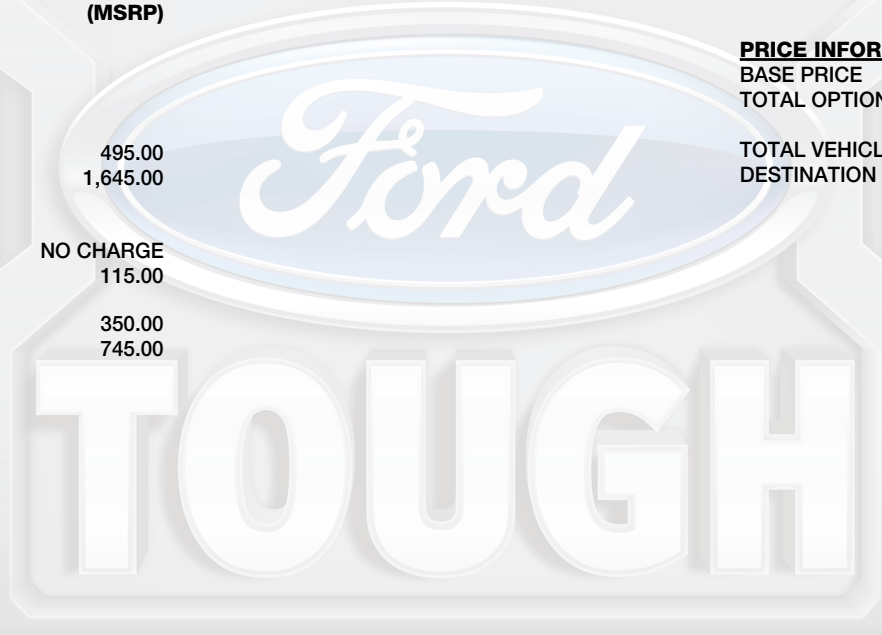 (MSRP)
495.00
1,645.00
NO CHARGE
115.00
350.00
745.00
PRICE INFOR
BASE PRICE
TOTAL OPTION
TOTAL VEHICL
DESTINATION
Ford
TOUGH